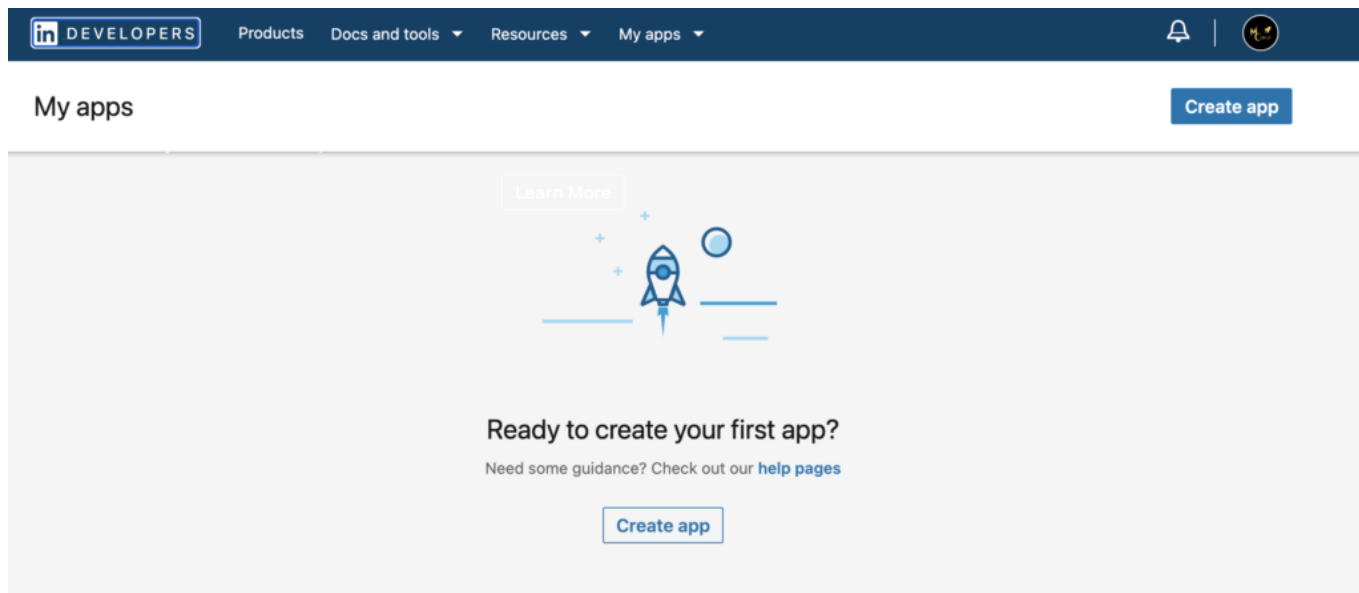 in DEVELOPERS Products Docs and tools Resources My apps
My apps Create app
Learn More
Ready to create your first app?
Need some guidance? Check out our help pages
Create app